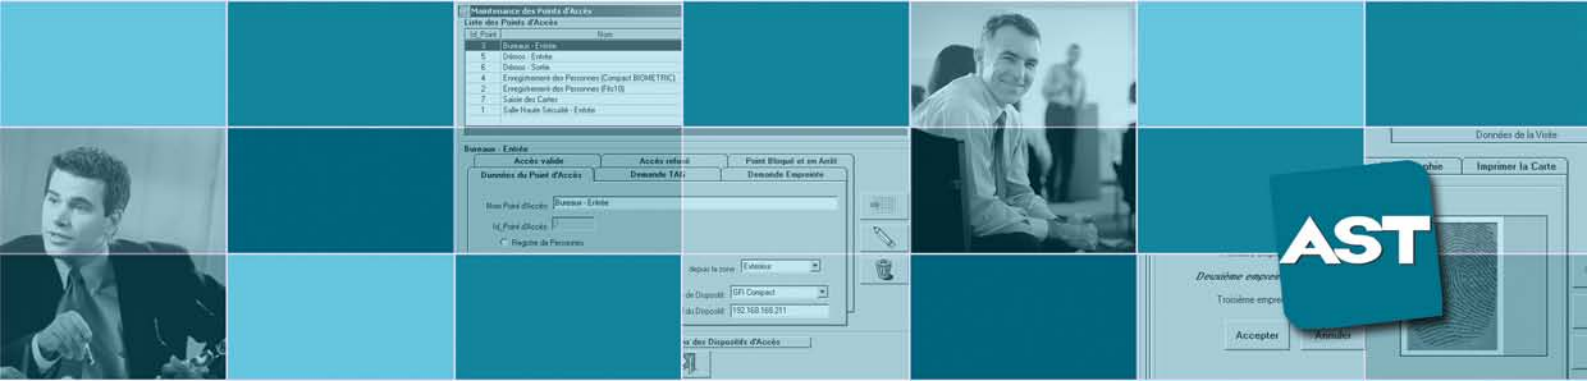 Maintenance des Points d'Accès
Liste des Points d'Accès
Id_Point Nom
3 Bureaux - Entrée
5 Démos - Entrée
6 Démos - Sortie
4 Enregistrement des Personnes (Compact BIOMETRIC)
2 Enregistrement des Personnes (Fis10)
7 Saisie des Cartes
1 Salle Haute Sécurité - Entrée
Bureaux - Entrée
Accès valide Accès refusé Point Bloqué et en Arrêt
Données du Point d'Accès Demande TAG Demande Empreinte
Nom Point d'Accès Bureaux - Entrée
Id_Point d'Accès
Registre de Personnes
depuis la zone Extérieur
de Dispositif GFI Compact
du Dispositif 192.168.168.211
des Dispositifs d'Accès
Données de la Visite
phie Imprimer la Carte
AST
Deuxième emprein
Troisième empre
Accepter Annuler